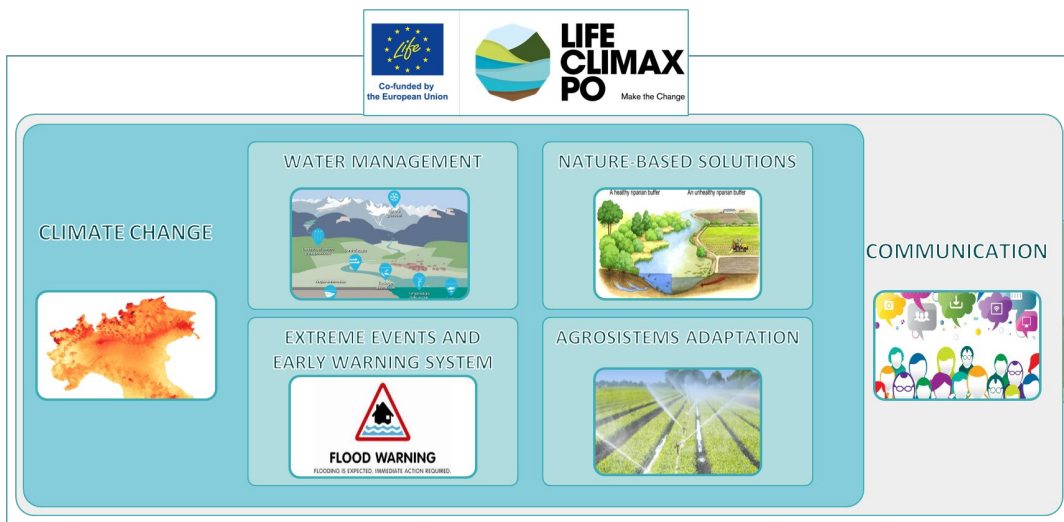 Life
Co-funded by
the European Union
LIFE
CLIMAX
PO
Make the Change
WATER MANAGEMENT
NATURE-BASED SOLUTIONS
A healthy riparian buffer
An unhealthy riparian buffer
CLIMATE CHANGE
COMMUNICATION
EXTREME EVENTS AND
EARLY WARNING SYSTEM
AGROSISTEMS ADAPTATION
FLOOD WARNING
FLOODING IS EXPECTED. IMMEDIATE ACTION REQUIRED.